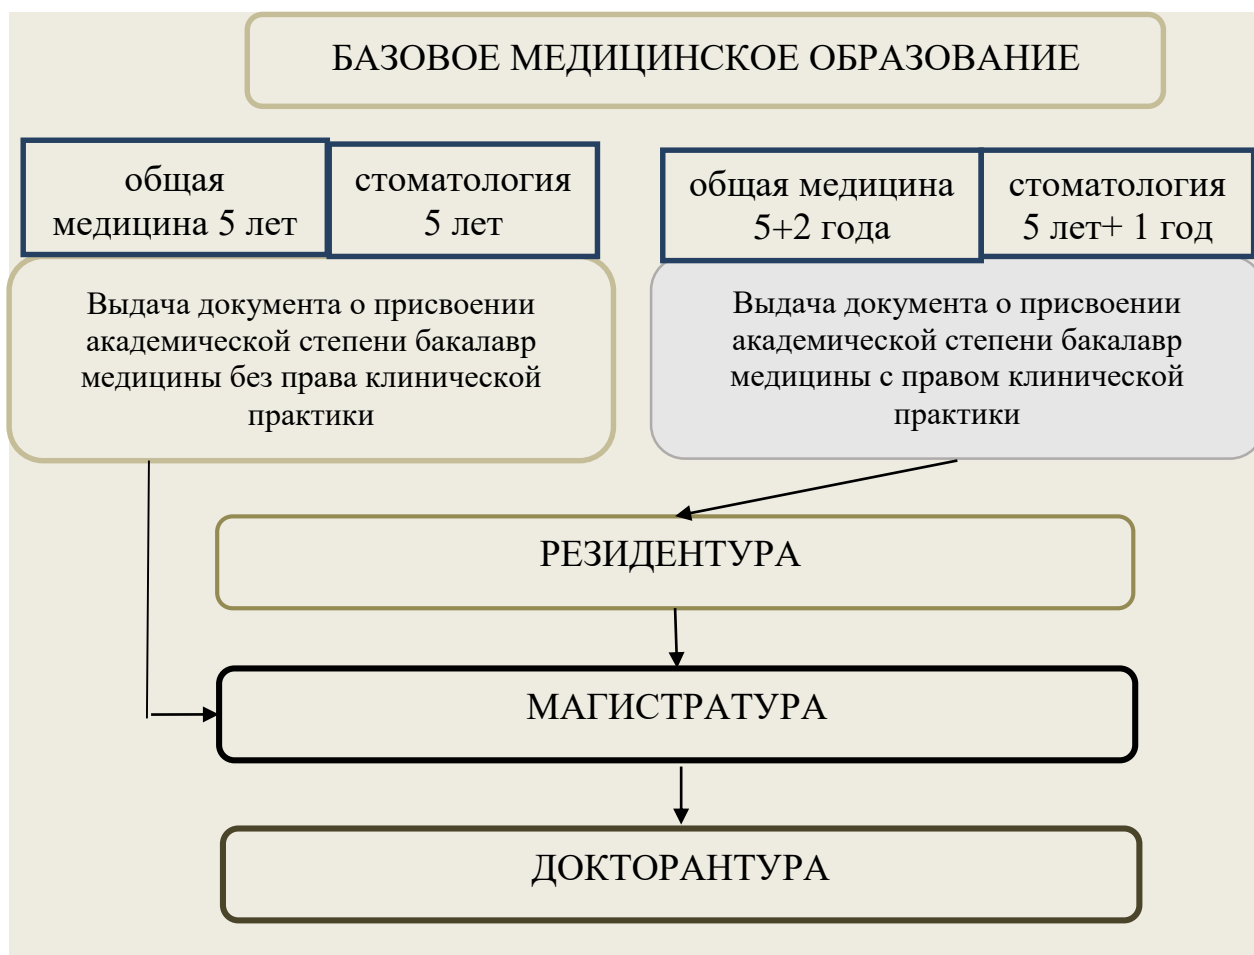 БАЗОВОЕ МЕДИЦИНСКОЕ ОБРАЗОВАНИЕ
общая
медицина 5 лет
стоматология
5 лет
общая медицина
5+2 года
стоматология
5 лет+ 1 год
Выдача документа о присвоении
академической степени бакалавр
медицины без права клинической
практики
Выдача документа о присвоении
академической степени бакалавр
медицины с правом клинической
практики
РЕЗИДЕНТУРА
МАГИСТРАТУРА
ДОКТОРАНТУРА